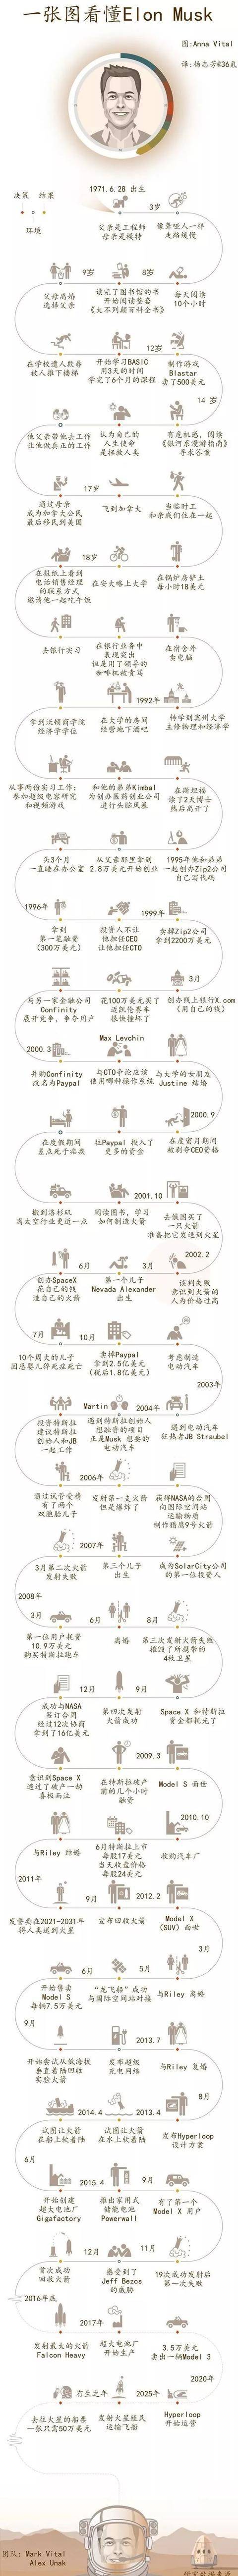 一张图看懂Elon Musk
图:Anna Vital
译:杨志芳@36氪
决策 结果
环境
1971.6.28 出生
3岁
父亲是工程师
母亲是模特
像聋哑人一样
走路缓慢
9岁
8岁
父母离婚
选择父亲
读完了图书馆的书
开始阅读整套
《大不列颠百科全书》
每天阅读
10个小时
12岁
在学校遭人欺辱
被人推下楼梯
开始学习BASIC
用3天的时间
学完了6个月的课程
制作游戏
Blastar
卖了500美元
14 岁
他父亲带他去工作
让他做真正的工作
认为自己的
人生使命
是拯救人类
有危机感,阅读
《银河系漫游指南》
寻求答案
17岁
通过母亲
成为加拿大公民
最后移民到美国
飞到加拿大
当临时工
和亲戚们住在一起
18岁
在报纸上看到
电话销售经理
的联系方式
邀请他一起吃午饭
在安大略上大学
在锅炉房铲土
每小时18美元
去银行实习
在银行业务中
表现突出
但是用了领导的
咖啡机被责骂
在宿舍外
卖电脑
1992年
拿到沃顿商学院
经济学学位
在大学的房间
经营地下酒吧
转学到宾州大学
主修物理和经济学
从事两份实习工作:
参加超级电容研究
和视频游戏
和他的弟弟Kimbal
为创办医药创业公司
进行头脑风暴
在斯坦福
读了2天博士
然后离开了
头3个月
一直睡在办公室
从父亲那里拿到
2.8万美元开始创业
1995年他和弟弟
一起创办Zip2公司
自己写代码
1996年
1999年
拿到
第一笔融资
(300万美元)
投资人不让
他担任CEO
让他担任CTO
卖掉Zip2公司
拿到2200万美元
3月
与另一家金融公司
Confinity
展开竞争,争夺用户
花100万美元买了
迈凯伦赛车
很快撞坏了
创办线上银行X.com
(用自己的钱)
2000.3
Max Levchin
并购Confinity
改名为Paypal
与CTO争论应该
使用哪种操作系统
与大学的女朋友
Justine 结婚
2000.9
在度假期间
差点死于疟疾
往Paypal 投入了
更多的资金
在度蜜月期间
被剥夺CEO资格
2001.10
搬到洛杉矶
离太空行业更近一点
阅读图书,学习
如何制造火箭
去俄国买了
一只火箭
准备把它发送到火星
2002.2
6月
3月
创办SpaceX
花自己的钱
造自己的火箭
第一个儿子
Nevada Alexander
出生
谈判失败
意识到火箭的
人为价格过高
7月
10月
10个周大的儿子
因患婴儿猝死症死亡
卖掉Paypal
拿到2.5亿美元
(税后1.8亿美元)
考虑制造
电动汽车
2003年
Martin
2004年
投资特斯拉
建议特斯拉
创始人和JB
一起工作
遇到特斯拉创始人
想融资的项目
正是Musk 想要的
电动汽车
遇到电动汽车
狂热者JB Straubel
2006年
通过试管受精
有了两个
双胞胎儿子
发射第一支火箭
但是爆炸了
获得NASA的合同
向国际空间站
运输物质
制作猎质9号火箭
2007年
3月第二次火箭
发射失败
第三个儿子
出生
成为SolarCity公司
的第一位投资人
2008年
3月
6月
8月
第一位用户耗资
10.9万美元
购买特斯拉跑车
离婚
第三次发射火箭失败
摧毁了所携带的
4枚卫星
12月
9月
成功与NASA
签订合同
经过12次协商
拿到了16亿美元
第四次发射
火箭成功
Space X 和特斯拉
资金都耗光了
2009.3
意识到Space X
通过了破产一劫
喜极而泣
在特斯拉破产
前的几个小时
融资
Model S 面世
2010.10
与Riley 结婚
6月特斯拉上市
每股17美元
当天收盘价格
每股24美元
收购汽车厂
2011年
9月
2012.2
发誓要在2021-2031年
将人类送到火星
宣布回收火箭
Model X
(SUV) 面世
3月
6月
5月
开始售卖
Model S
每辆7.5万美元
“龙飞船”成功
与国际空间站对接
与Riley 离婚
9月
2013.7
开始尝试从低海拔
垂直着陆回收
实验火箭
发布超级
充电网络
与Riley 复婚
8月
2014.4
2013.4
试图让火箭
在船上软着陆
试图让火箭
在水上软着陆
发布Hyperloop
设计方案
6月
2015.4
9月
开始创建
超大电池厂
Gigafactory
推出家用式
储能电池
Powerwall
有了第一个
Model X 用户
12月
11月
首次成功
回收火箭
感受到了
Jeff Bezos
的威胁
19次成功发射后
第一次失败
2016年底
2017年
发射最大的火箭
Falcon Heavy
超大电池厂
开始生产
3.5万美元
卖出一辆Model 3
2020年
有生之年
2025年
去往火星的船票
一张只需50万美元
发射火星殖民
运输飞船
Hyperloop
开始运营
团队: Mark Vital
Alex Unak